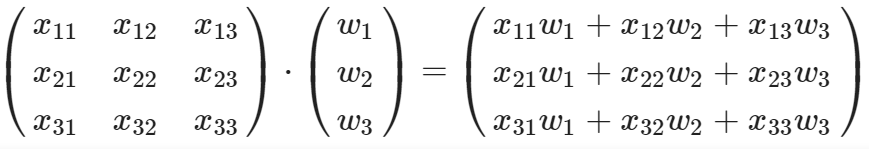 ( x₁₁ x₁₂ x₁₃ ) ( w₁ ) ( x₁₁w₁ + x₁₂w₂ + x₁₃w₃ )
( x₂₁ x₂₂ x₂₃ ) · ( w₂ ) = ( x₂₁w₁ + x₂₂w₂ + x₂₃w₃ )
( x₃₁ x₃₂ x₃₃ ) ( w₃ ) ( x₃₁w₁ + x₃₂w₂ + x₃₃w₃ )